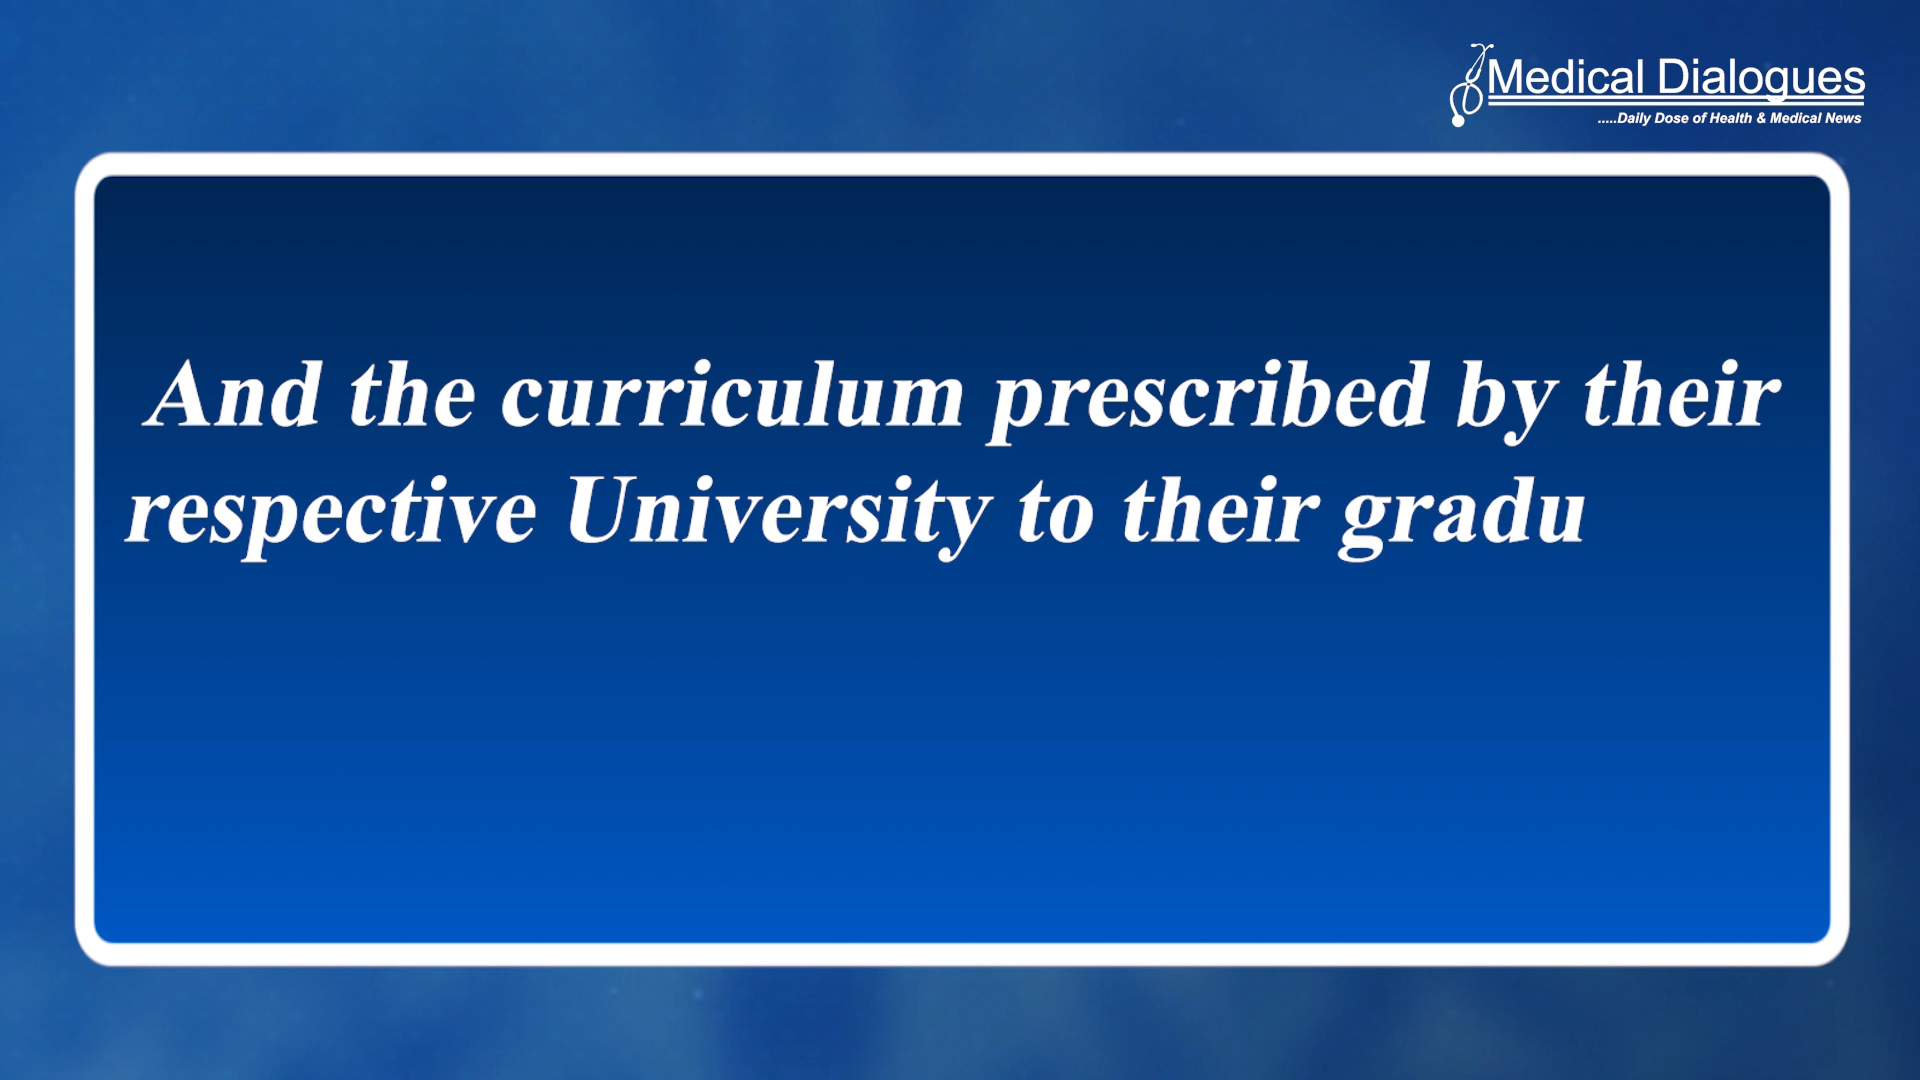 Medical Dialogues
.....Daily Dose of Health & Medical News
And the curriculum prescribed by their
respective University to their gradu